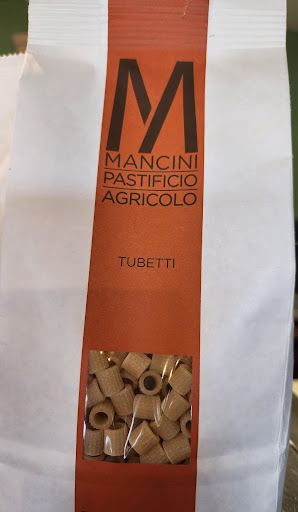 M
MANCINI
PASTIFICIO
AGRICOLO
TUBETTI